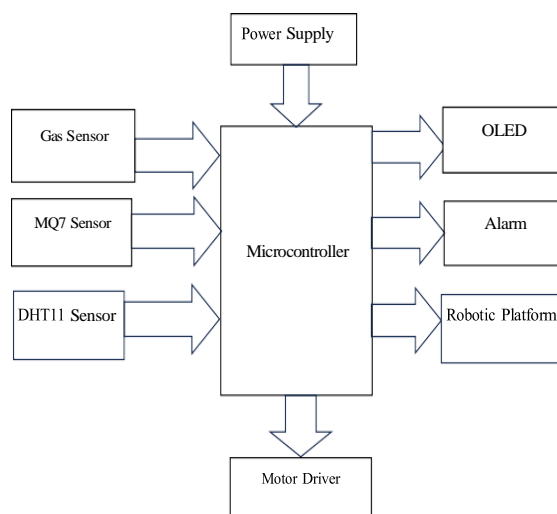 Power Supply
Gas Sensor
OLED
MQ7 Sensor
Alarm
Microcontroller
DHT11 Sensor
Robotic Platform
Motor Driver